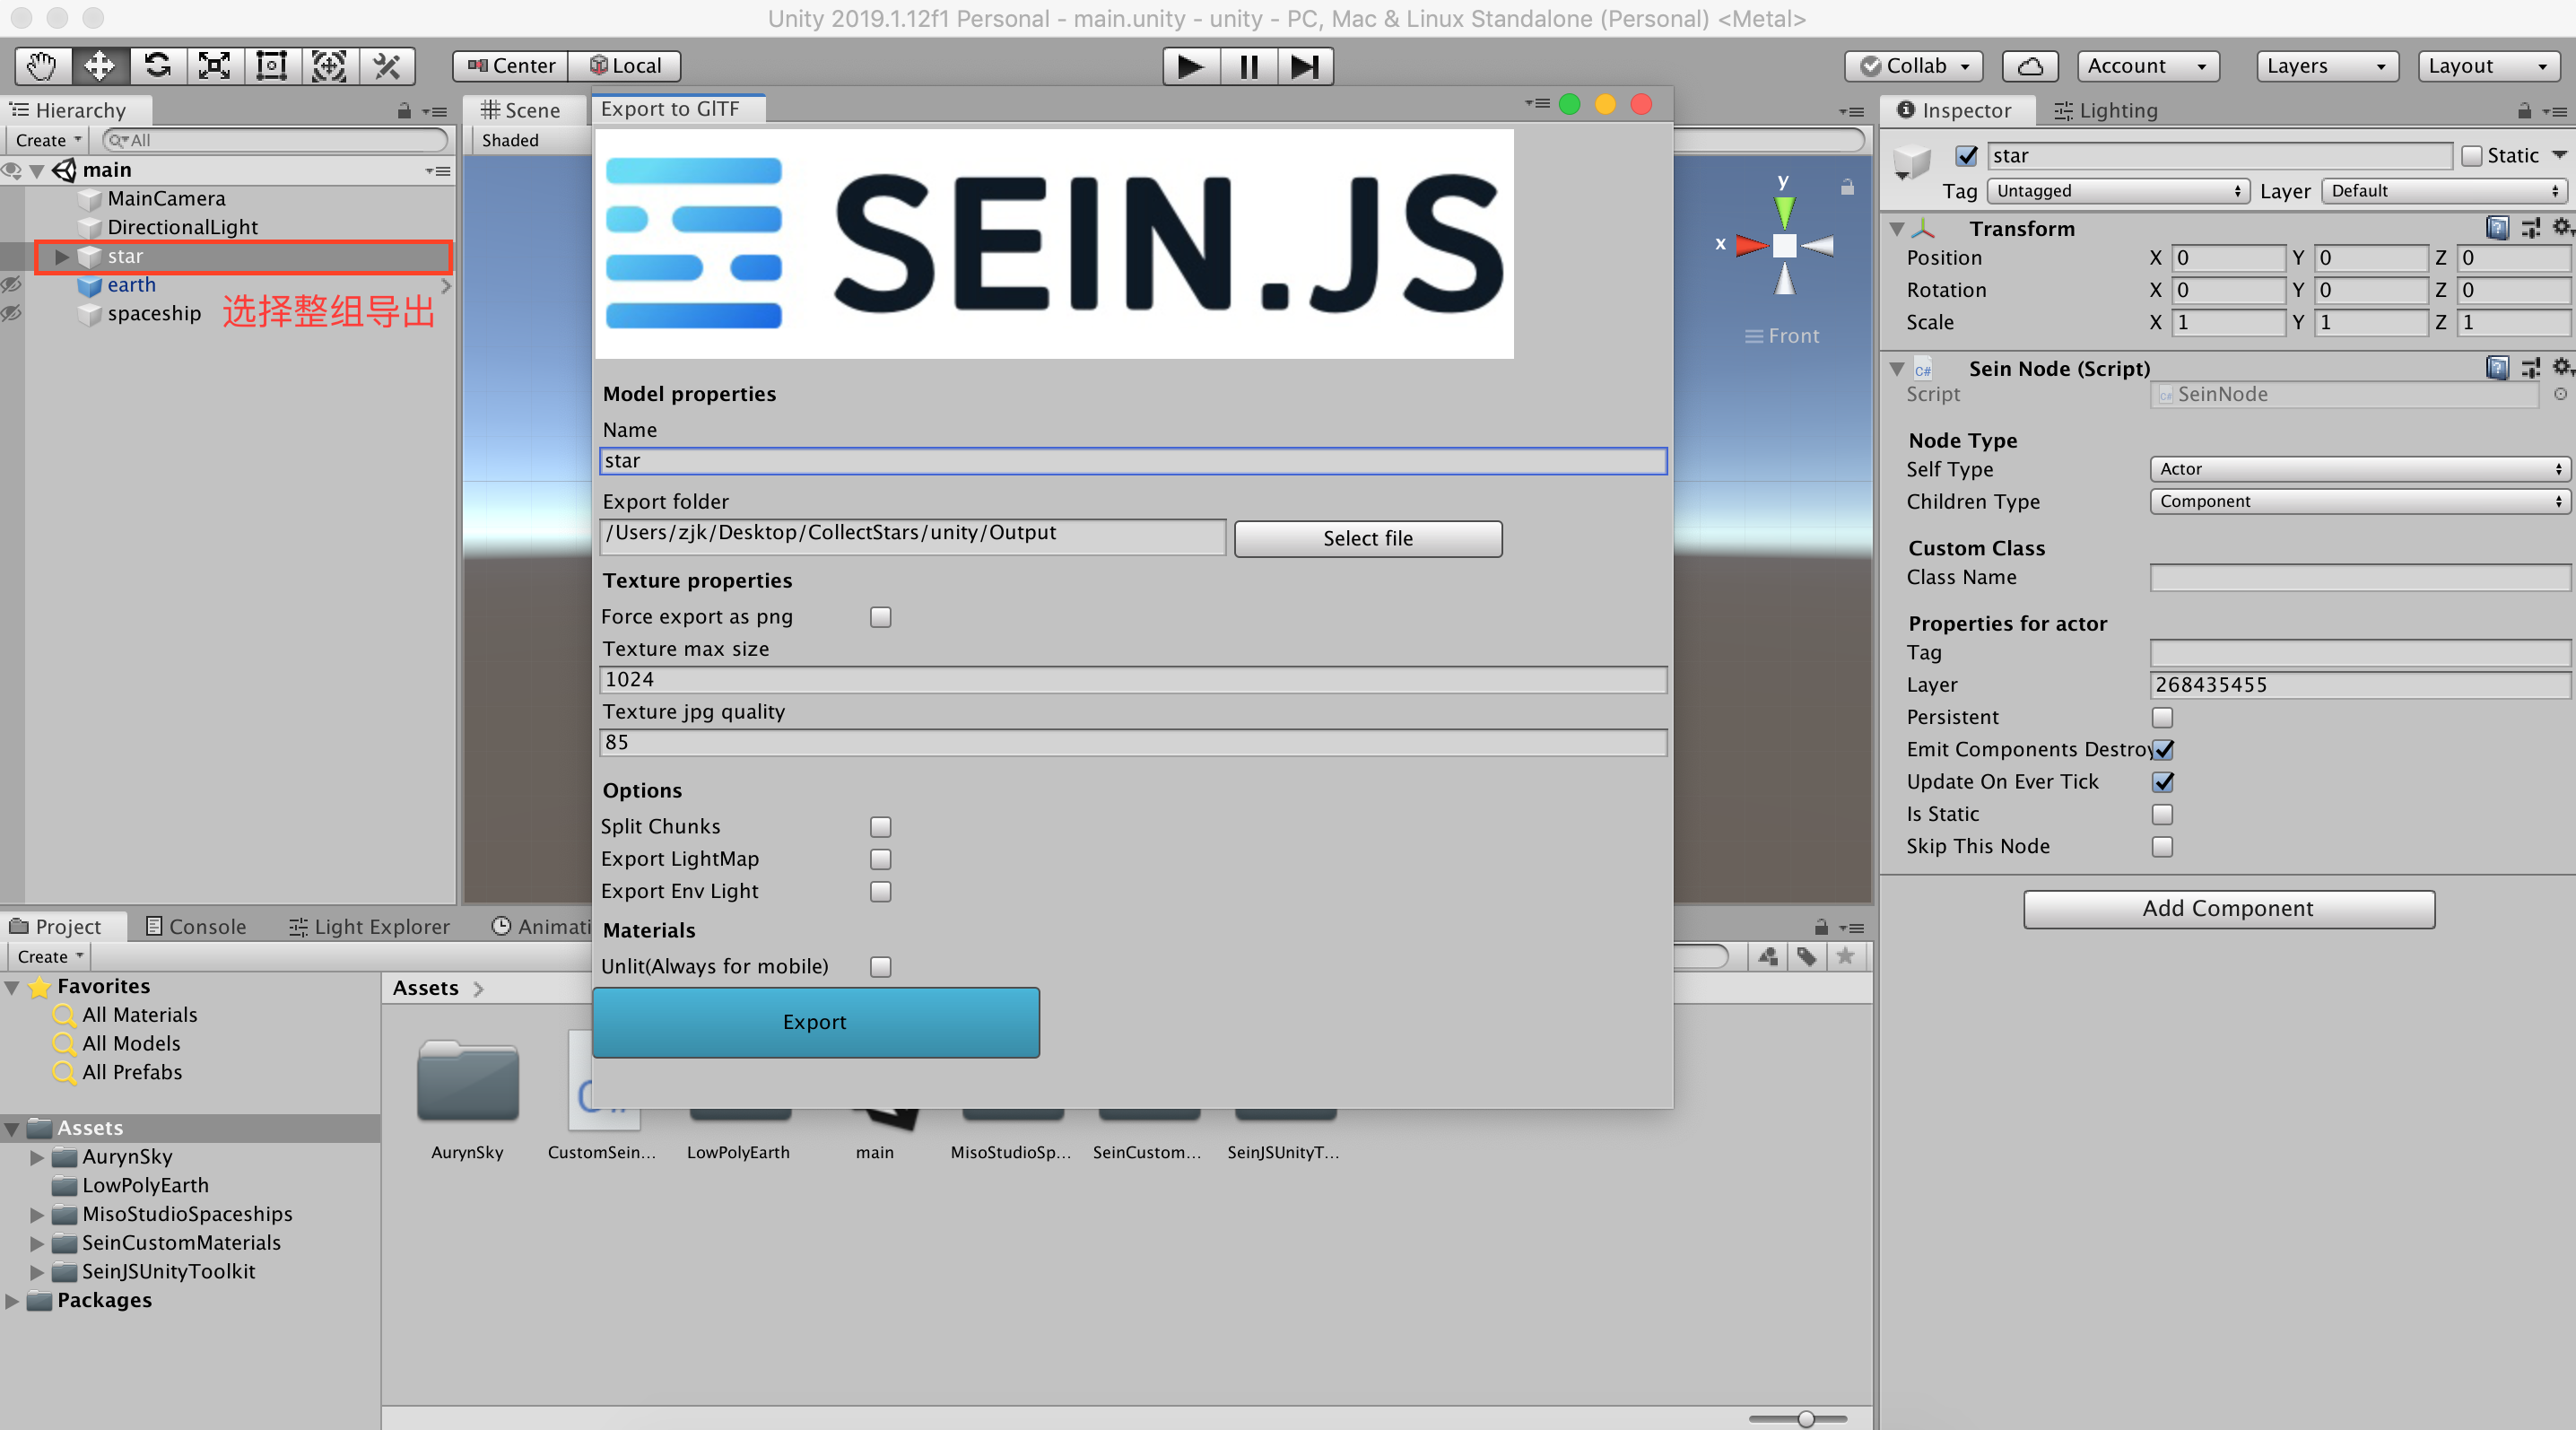 Unity 2019.1.12f1 Personal - main.unity - unity - PC, Mac & Linux Standalone (Personal) <Metal>
Center
Local
Collab
Account
Layers
Layout
Hierarchy
Create
All
main
MainCamera
DirectionalLight
star
earth
spaceship
选择整组导出
Scene
Shaded
Export to GlTF
SEIN.JS
Model properties
Name
star
Export folder
/Users/zjk/Desktop/CollectStars/unity/Output
Select file
Texture properties
Force export as png
Texture max size
1024
Texture jpg quality
85
Options
Split Chunks
Export LightMap
Export Env Light
Materials
Unlit(Always for mobile)
Export
y
x
Front
Inspector
Lighting
star
Static
Tag Untagged Layer Default
Transform
Position X 0 Y 0 Z 0
Rotation X 0 Y 0 Z 0
Scale X 1 Y 1 Z 1
C#
Sein Node (Script)
Script SeinNode
Node Type
Self Type Actor
Children Type Component
Custom Class
Class Name
Properties for actor
Tag
Layer 268435455
Persistent
Emit Components Destroy
Update On Ever Tick
Is Static
Skip This Node
Add Component
Project
Console
Light Explorer
Animati
Create
Favorites
All Materials
All Models
All Prefabs
Assets
AurynSky
LowPolyEarth
MisoStudioSpaceships
SeinCustomMaterials
SeinJSUnityToolkit
Packages
Assets
AurynSky
CustomSein...
LowPolyEarth
main
MisoStudioSp...
SeinCustom...
SeinJSUnityT...